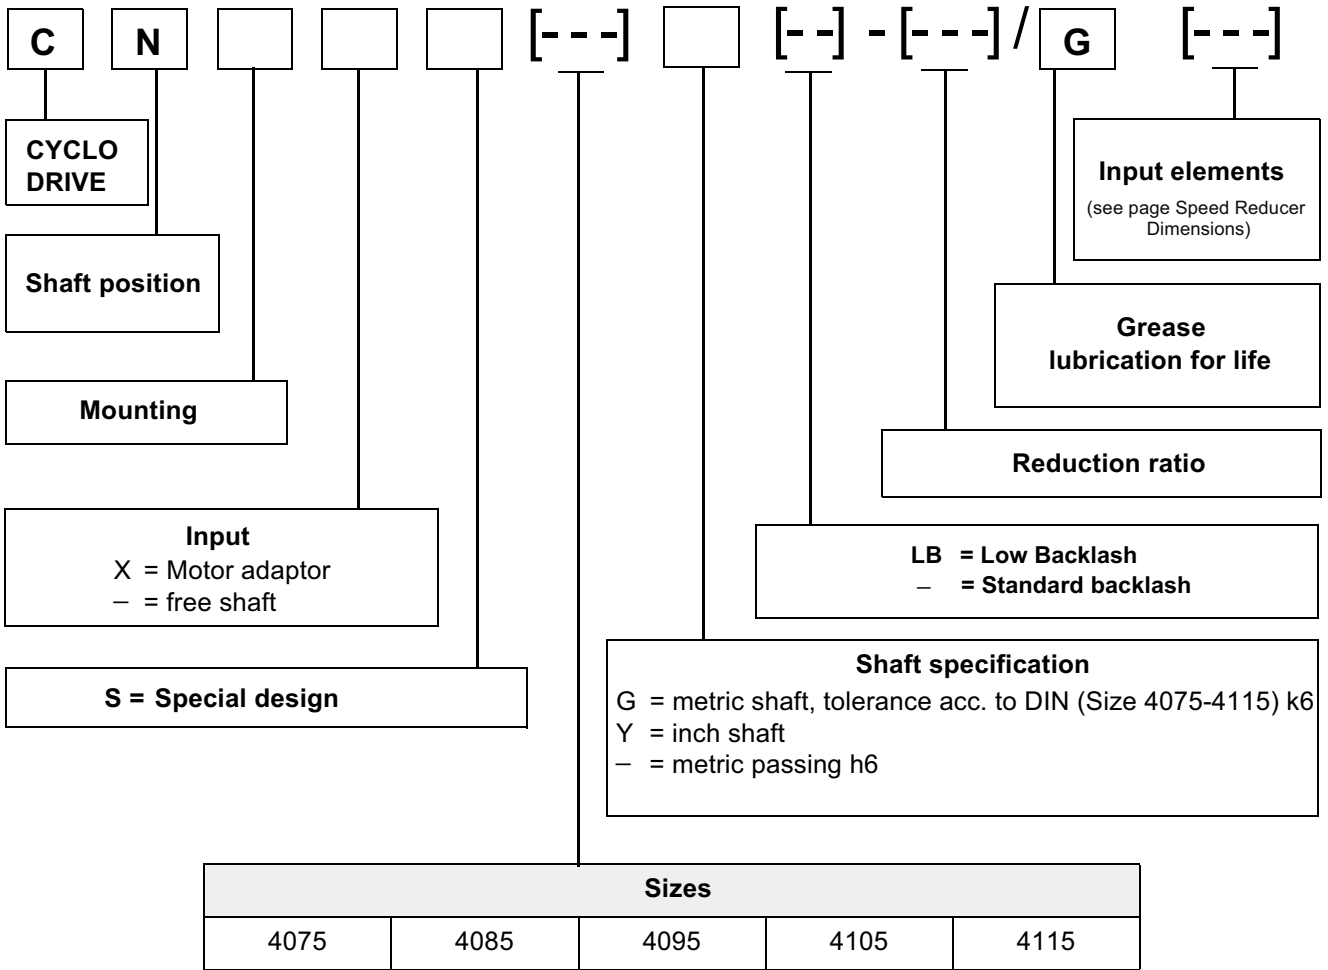 C N [---] [--] - [---] / G [---]
CYCLO
DRIVE
Input elements
(see page Speed Reducer
Dimensions)
Shaft position
Grease
lubrication for life
Mounting
Reduction ratio
Input
X = Motor adaptor
– = free shaft
LB = Low Backlash
– = Standard backlash
S = Special design
Shaft specification
G = metric shaft, tolerance acc. to DIN (Size 4075-4115) k6
Y = inch shaft
– = metric passing h6
Sizes
4075 4085 4095 4105 4115